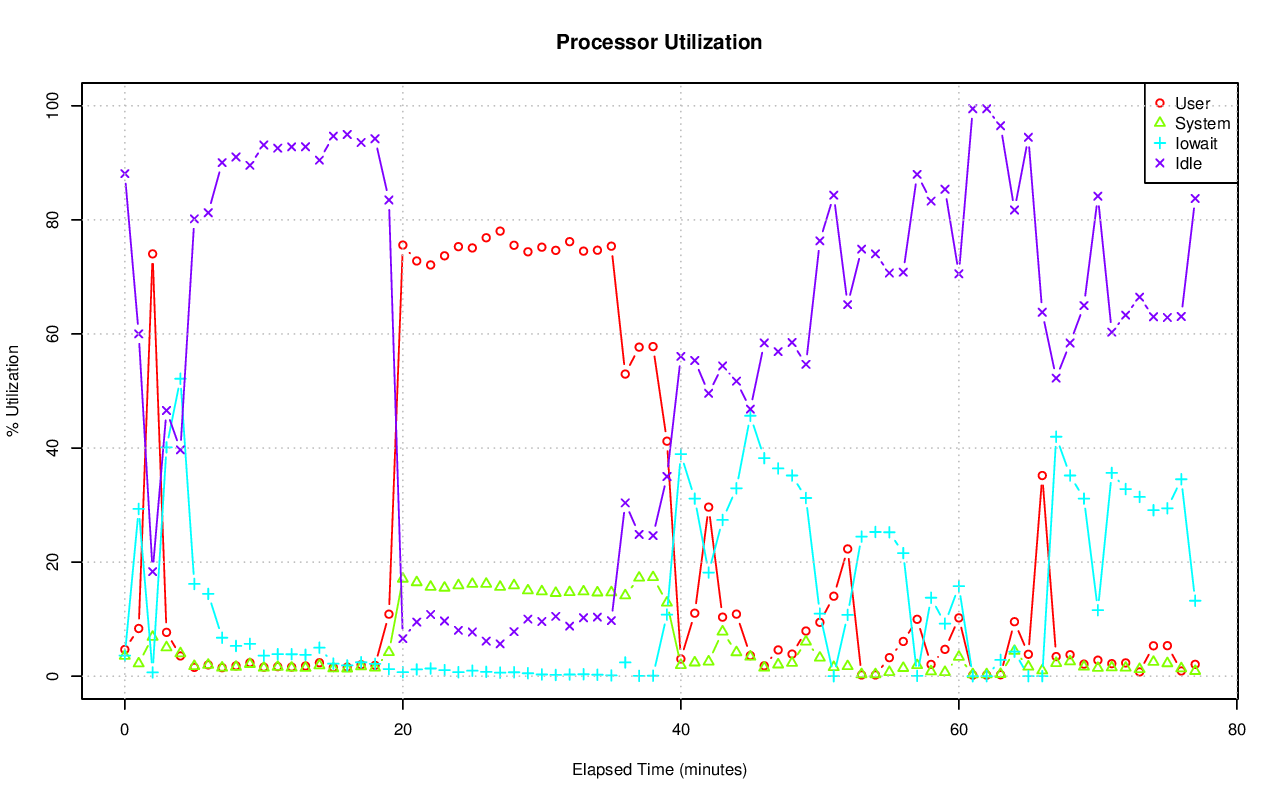 Processor Utilization
User
System
Iowait
Idle
% Utilization
100
80
60
40
20
0
0 20 40 60 80
Elapsed Time (minutes)